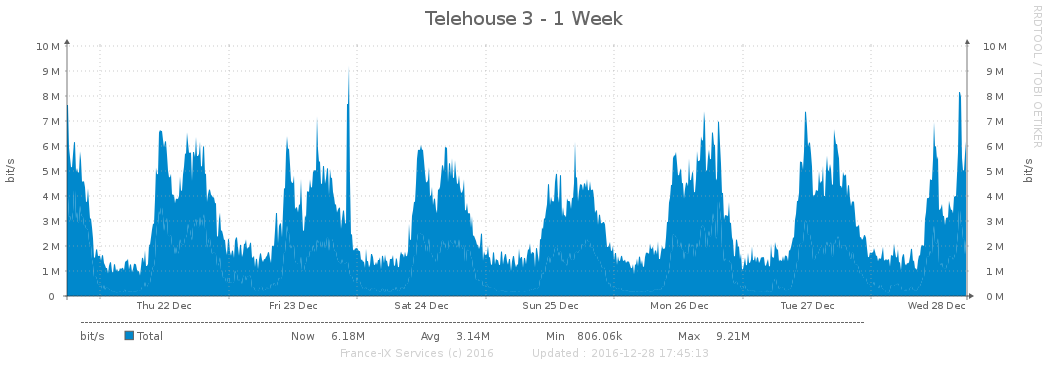 Telehouse 3 - 1 Week
RRDTOOL / TOBI OETIKER
10 M 10 M
9 M 9 M
8 M 8 M
7 M 7 M
6 M 6 M
5 M 5 M
4 M 4 M
3 M 3 M
2 M 2 M
1 M 1 M
0 0 M
bit/s
bit/s
Thu 22 Dec Fri 23 Dec Sat 24 Dec Sun 25 Dec Mon 26 Dec Tue 27 Dec Wed 28 Dec
bit/s Total Now 6.18M Avg 3.14M Min 806.06k Max 9.21M
France-IX Services (c) 2016 Updated : 2016-12-28 17:45:13